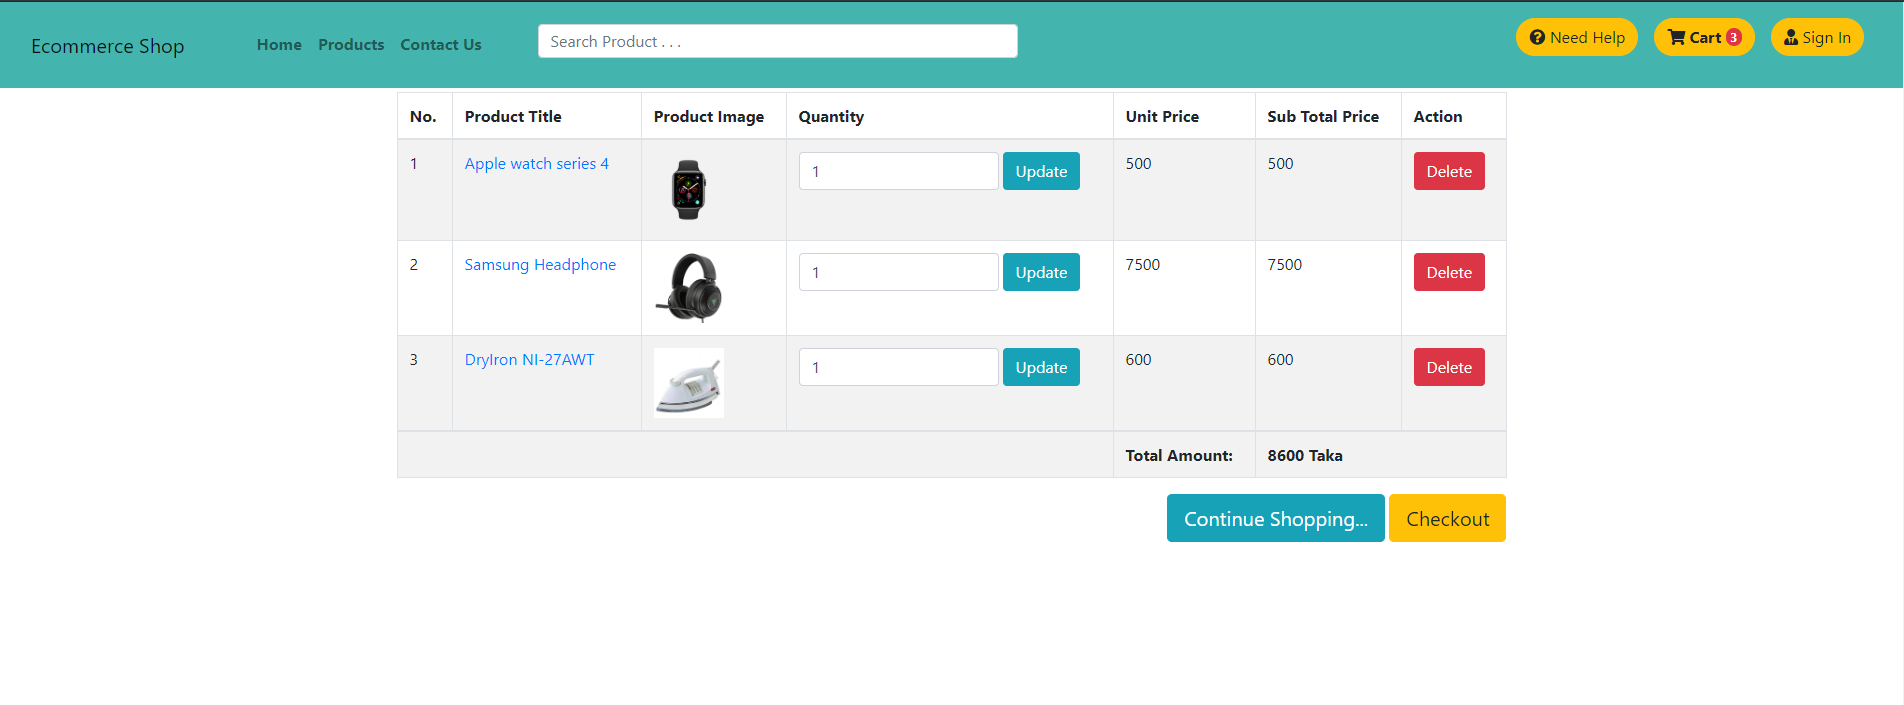 Ecommerce Shop Home Products Contact Us Search Product . . . Need Help Cart 3 Sign In
No. Product Title Product Image Quantity Unit Price Sub Total Price Action
1 Apple watch series 4 1 Update 500 500 Delete
2 Samsung Headphone 1 Update 7500 7500 Delete
3 DryIron NI-27AWT 1 Update 600 600 Delete
Total Amount: 8600 Taka
Continue Shopping... Checkout